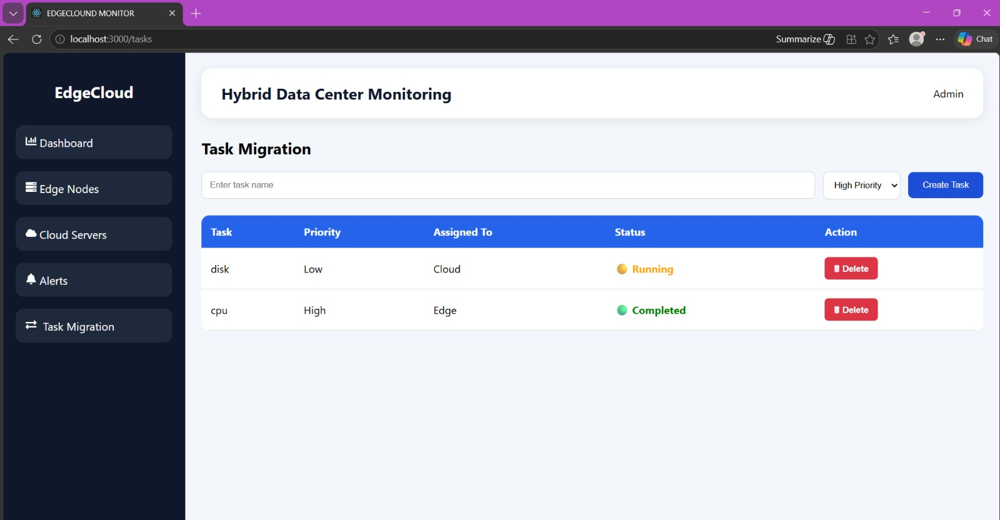 EDGECLOUND MONITOR
localhost:3000/tasks
Summarize
Chat
EdgeCloud
Dashboard
Edge Nodes
Cloud Servers
Alerts
Task Migration
Hybrid Data Center Monitoring
Admin
Task Migration
Enter task name
High Priority
Create Task
Task Priority Assigned To Status Action
disk Low Cloud Running Delete
cpu High Edge Completed Delete